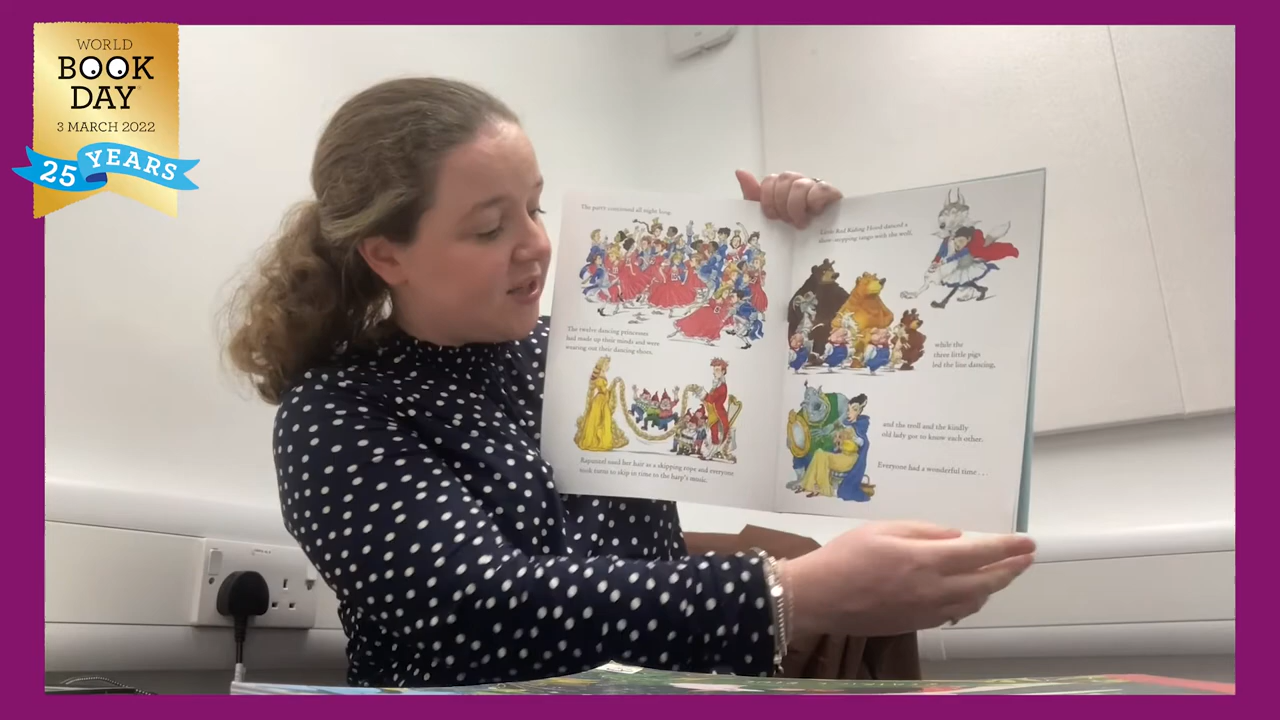 WORLD
BOOK
DAY
3 MARCH 2022
25 YEARS
The party continued all night long.
The twelve dancing princesses
had made up their minds and were
wearing out their dancing shoes.
Rapunzel used her hair as a skipping rope and everyone
took turns to skip in time to the harp's music.
Little Red Riding Hood danced a
show-stopping tango with the wolf,
while the
three little pigs
led the line dancing,
and the troll and the kindly
old lady got to know each other.
Everyone had a wonderful time . . .